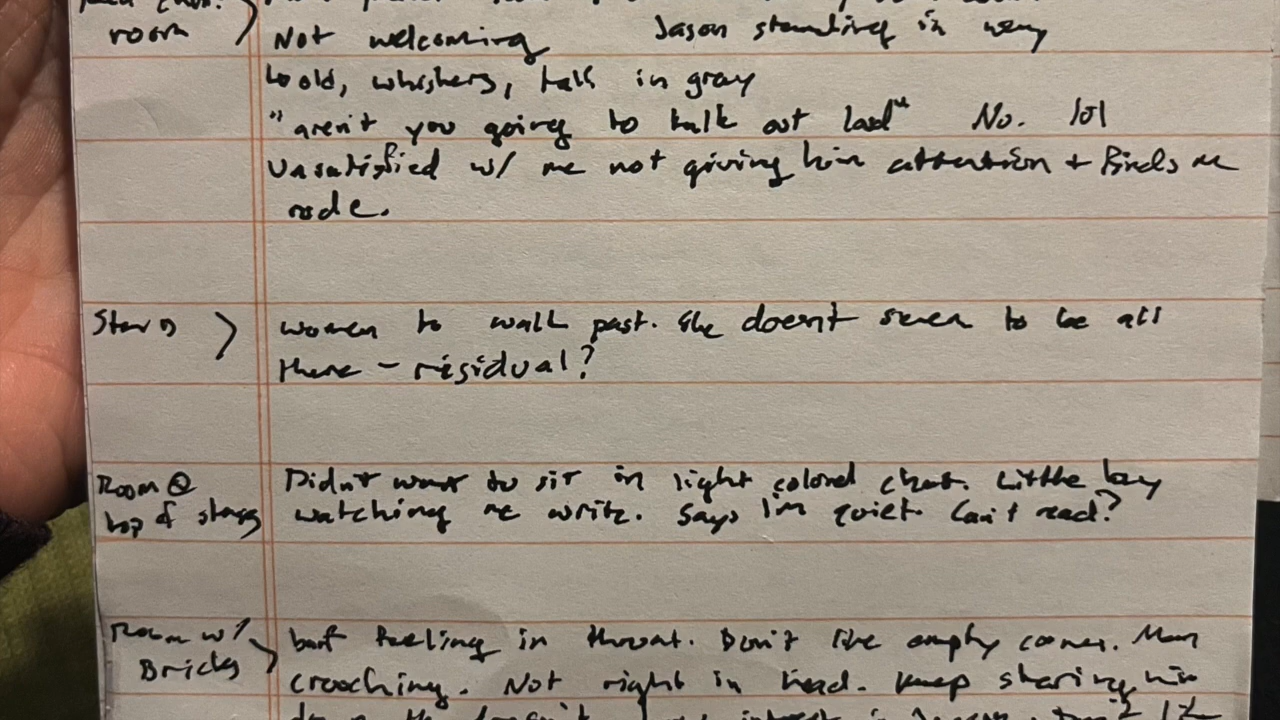 room > Not welcoming Jason standing in way
old, whiskers, talk in gray
"aren't you going to talk out loud" No. lol
Unsatisfied w/ me not giving him attention + finds me
rude.
Stairs > women to walk past. She doesn't seem to be all
there - residual?
Room @ Didn't want to sit in light colored chair. Little boy
top of stairs watching me write. Says I'm quiet. Can't read?
Room w/ > feeling in throat. Don't like empty corner. Man
Bricks crouching. Not right in head. Keep him